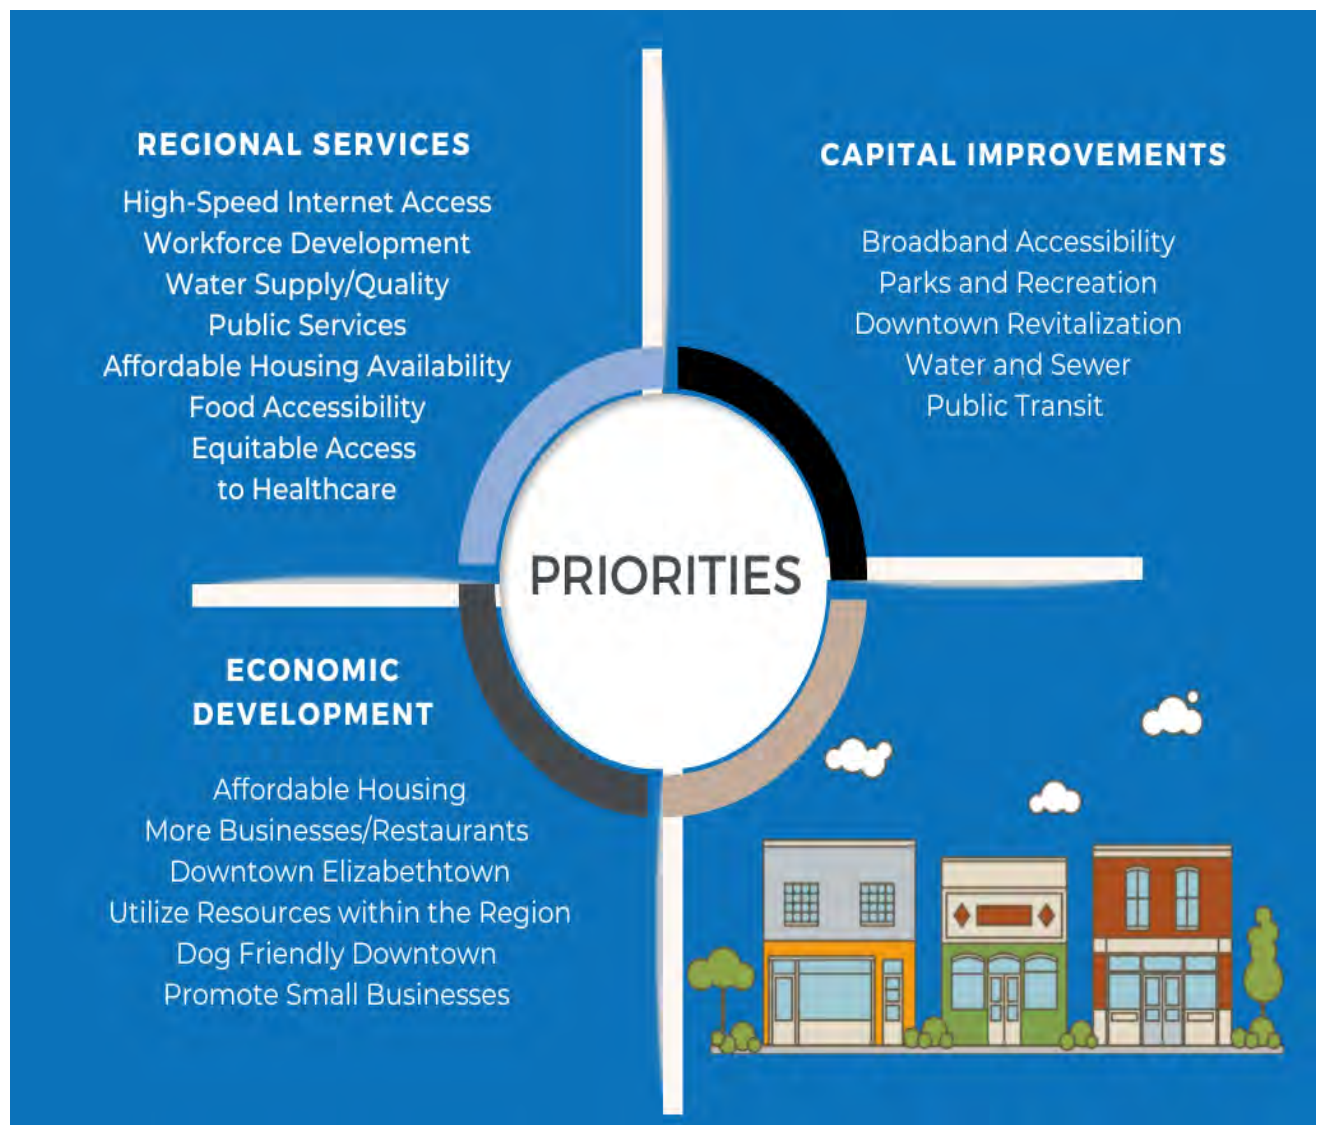 REGIONAL SERVICES
High-Speed Internet Access
Workforce Development
Water Supply/Quality
Public Services
Affordable Housing Availability
Food Accessibility
Equitable Access
to Healthcare
CAPITAL IMPROVEMENTS
Broadband Accessibility
Parks and Recreation
Downtown Revitalization
Water and Sewer
Public Transit
PRIORITIES
ECONOMIC
DEVELOPMENT
Affordable Housing
More Businesses/Restaurants
Downtown Elizabethtown
Utilize Resources within the Region
Dog Friendly Downtown
Promote Small Businesses